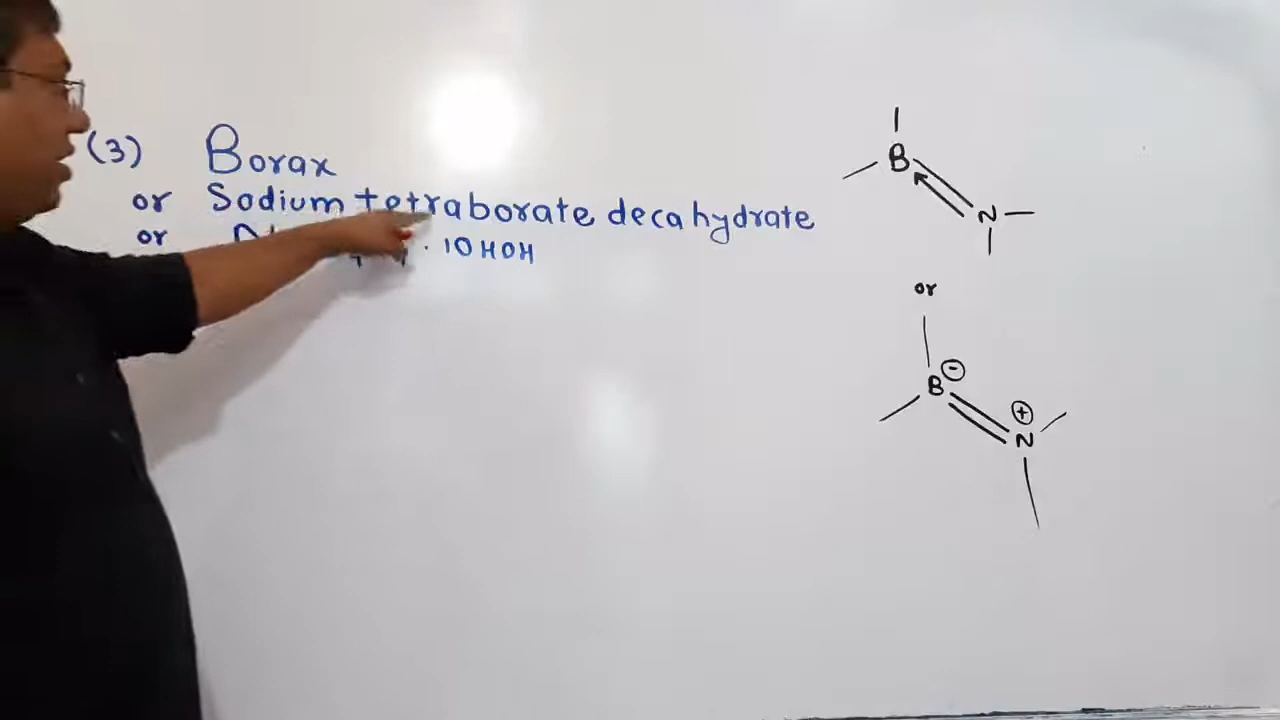 (3) Borax
or Sodium tetraborate decahydrate
or · 10 HOH
B
N
or
B ⊖
⊕
N